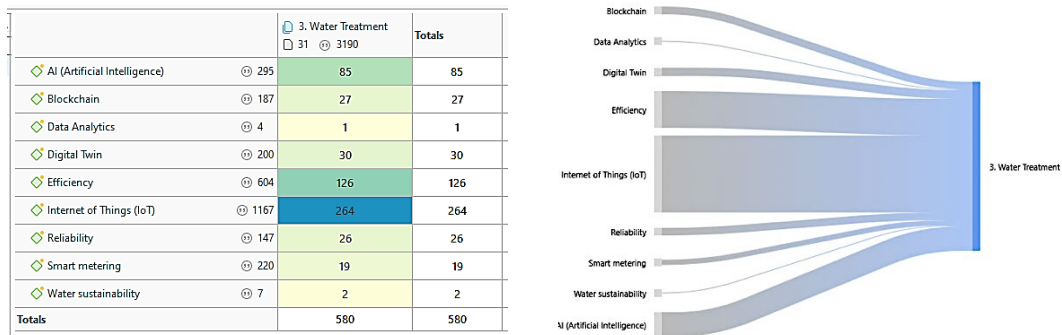 3. Water Treatment
31 3190
Totals
AI (Artificial Intelligence) 295 85 85
Blockchain 187 27 27
Data Analytics 4 1 1
Digital Twin 200 30 30
Efficiency 604 126 126
Internet of Things (IoT) 1167 264 264
Reliability 147 26 26
Smart metering 220 19 19
Water sustainability 7 2 2
Totals 580 580
Blockchain
Data Analytics
Digital Twin
Efficiency
Internet of Things (IoT)
3. Water Treatment
Reliability
Smart metering
Water sustainability
AI (Artificial Intelligence)